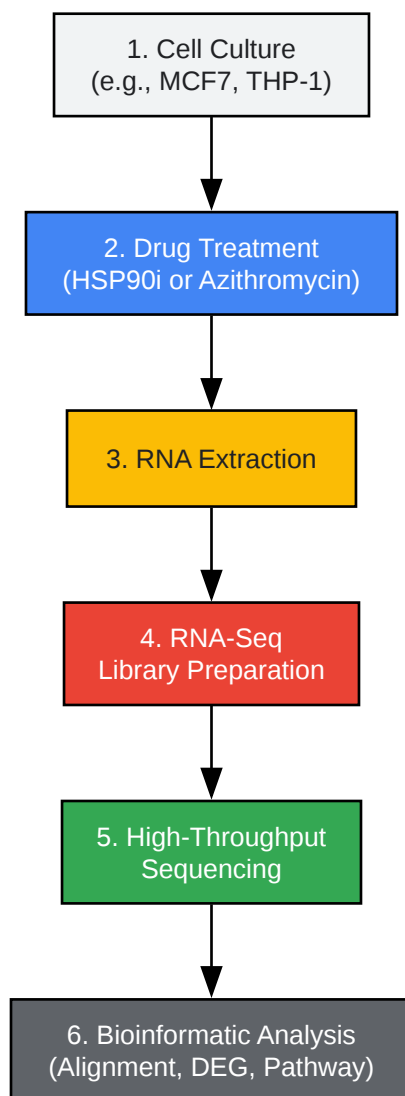 1. Cell Culture
(e.g., MCF7, THP-1)
2. Drug Treatment
(HSP90i or Azithromycin)
3. RNA Extraction
4. RNA-Seq
Library Preparation
5. High-Throughput
Sequencing
6. Bioinformatic Analysis
(Alignment, DEG, Pathway)